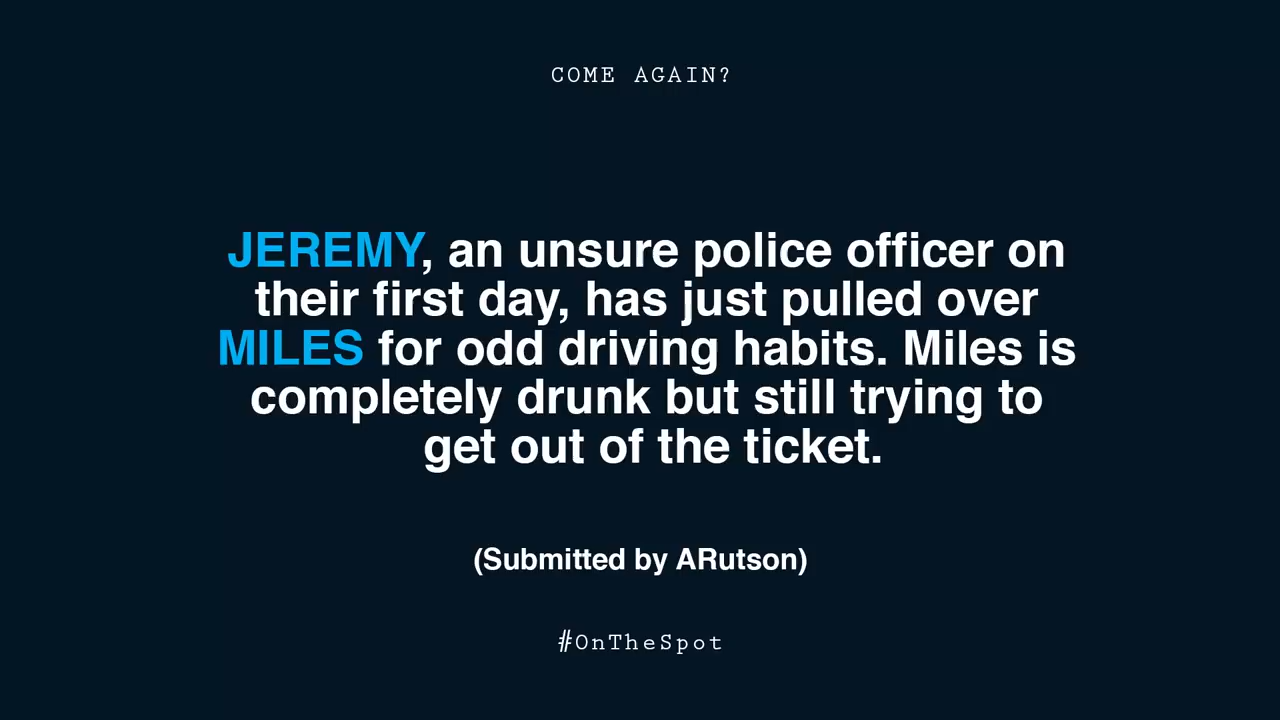 COME AGAIN?
JEREMY, an unsure police officer on
their first day, has just pulled over
MILES for odd driving habits. Miles is
completely drunk but still trying to
get out of the ticket.
(Submitted by ARutson)
#OnTheSpot